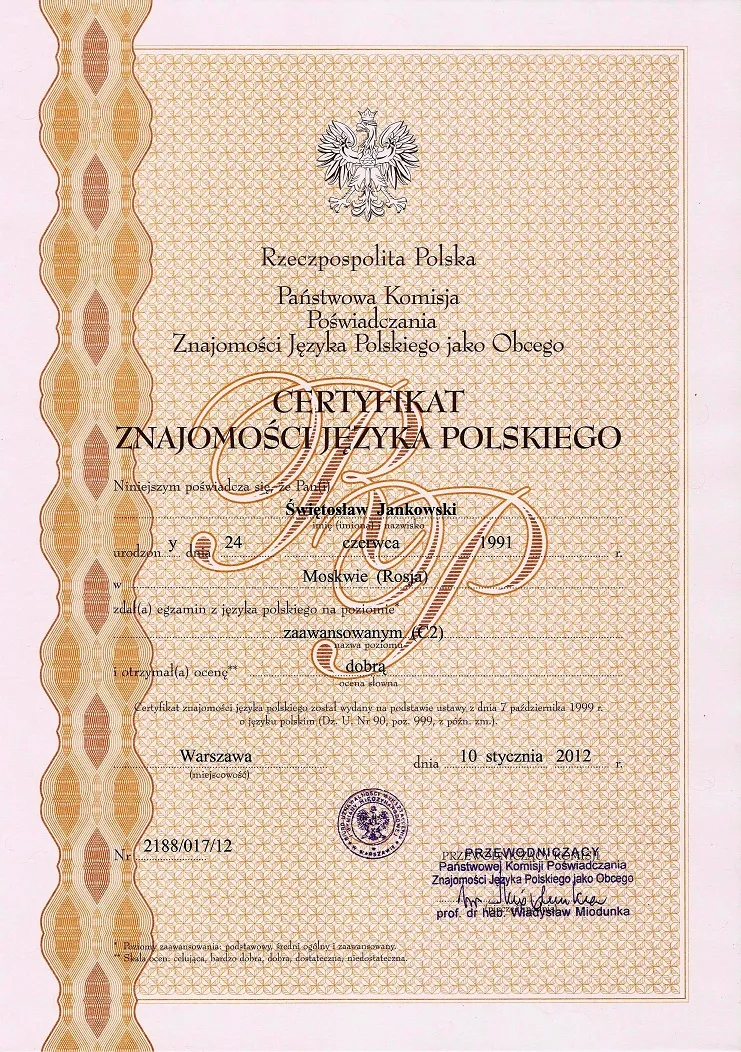 Rzeczpospolita Polska
Państwowa Komisja
Poświadczania
Znajomości Języka Polskiego jako Obcego
CERTYFIKAT
ZNAJOMOŚCI JĘZYKA POLSKIEGO
Niniejszym poświadcza się, że Pan(i)
Świętosław Jankowski
imię (imiona) i nazwisko
urodzon y dnia 24 czerwca 1991 r.
w Moskwie (Rosja)
zdał(a) egzamin z języka polskiego na poziomie*
zaawansowanym (C2)
nazwa poziomu
i otrzymał(a) ocenę** dobrą
ocena słowna
Certyfikat znajomości języka polskiego został wydany na podstawie ustawy z dnia 7 października 1999 r.
o języku polskim (Dz. U. Nr 90, poz. 999, z późn. zm.).
Warszawa dnia 10 stycznia 2012 r.
(miejscowość)
Nr 2188/017/12
PRZEWODNICZĄCY KOMISJI
PRZEWODNICZĄCY
Państwowej Komisji Poświadczania
Znajomości Języka Polskiego jako Obcego
prof. dr hab. Władysław Miodunka
* Poziomy zaawansowania: podstawowy, średni ogólny i zaawansowany.
** Skala ocen: celująca, bardzo dobra, dobra, dostateczna, niedostateczna.